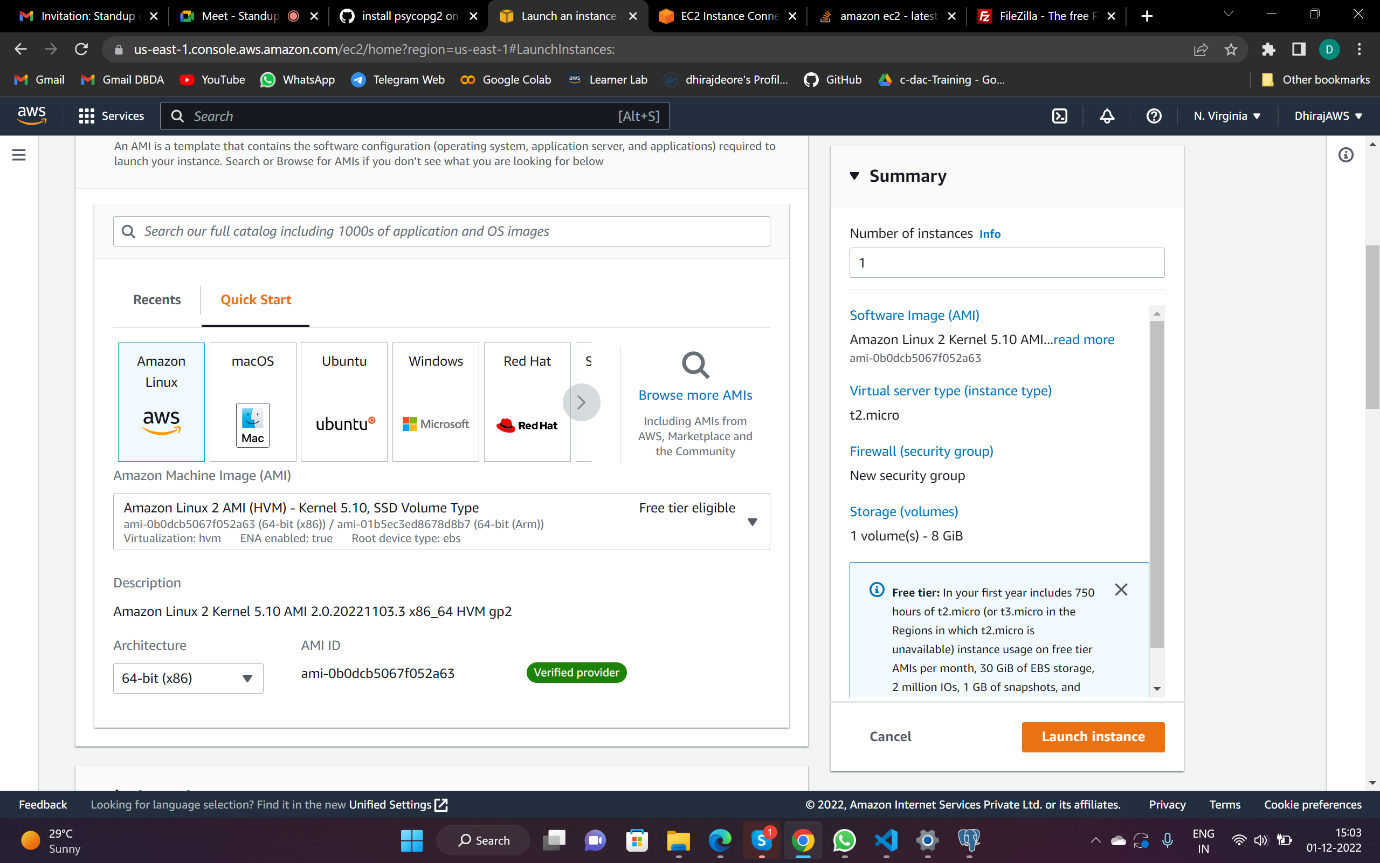 Invitation: Standup
Meet - Standup
install psycopg2 on
Launch an instance
EC2 Instance Conne
amazon ec2 - latest
FileZilla - The free F
us-east-1.console.aws.amazon.com/ec2/home?region=us-east-1#LaunchInstances:
D
Gmail
Gmail DBDA
YouTube
WhatsApp
Telegram Web
Google Colab
Learner Lab
dhirajdeore's Profil...
GitHub
c-dac-Training - Go...
Other bookmarks
aws
Services
Search
[Alt+S]
N. Virginia
DhirajAWS
An AMI is a template that contains the software configuration (operating system, application server, and applications) required to
launch your instance. Search or Browse for AMIs if you don't see what you are looking for below
Search our full catalog including 1000s of application and OS images
Recents
Quick Start
Amazon
Linux
aws
macOS
Mac
Ubuntu
ubuntu
Windows
Microsoft
Red Hat
Red Hat
S
Browse more AMIs
Including AMIs from
AWS, Marketplace and
the Community
Amazon Machine Image (AMI)
Amazon Linux 2 AMI (HVM) - Kernel 5.10, SSD Volume Type
Free tier eligible
ami-0b0dcb5067f052a63 (64-bit (x86)) / ami-01b5ec3ed8678d8b7 (64-bit (Arm))
Virtualization: hvm ENA enabled: true Root device type: ebs
Description
Amazon Linux 2 Kernel 5.10 AMI 2.0.20221103.3 x86_64 HVM gp2
Architecture
AMI ID
64-bit (x86)
ami-0b0dcb5067f052a63
Verified provider
Summary
Number of instances Info
1
Software Image (AMI)
Amazon Linux 2 Kernel 5.10 AMI...read more
ami-0b0dcb5067f052a63
Virtual server type (instance type)
t2.micro
Firewall (security group)
New security group
Storage (volumes)
1 volume(s) - 8 GiB
Free tier: In your first year includes 750
hours of t2.micro (or t3.micro in the
Regions in which t2.micro is
unavailable) instance usage on free tier
AMIs per month, 30 GiB of EBS storage,
2 million IOs, 1 GB of snapshots, and
Cancel
Launch instance
Feedback
Looking for language selection? Find it in the new Unified Settings
© 2022, Amazon Internet Services Private Ltd. or its affiliates.
Privacy
Terms
Cookie preferences
29°C
Sunny
Search
1
ENG
IN
15:03
01-12-2022